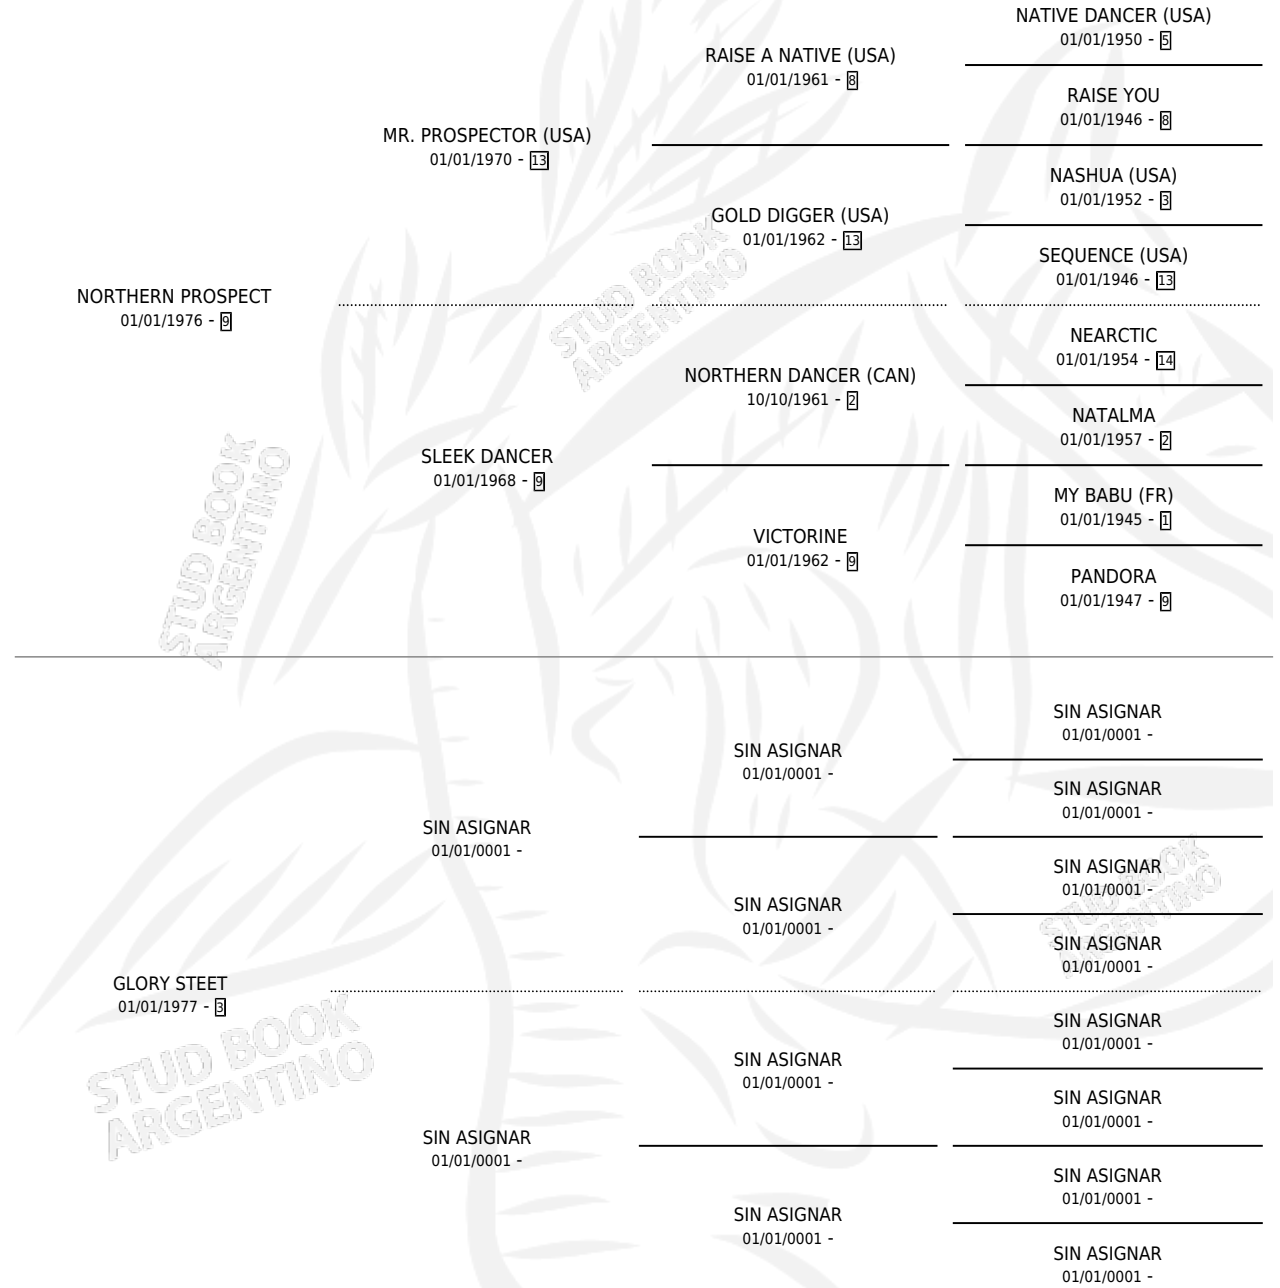 NATIVE DANCER (USA)
01/01/1950 - 5
RAISE A NATIVE (USA)
01/01/1961 - 8
RAISE YOU
01/01/1946 - 8
MR. PROSPECTOR (USA)
01/01/1970 - 13
NASHUA (USA)
01/01/1952 - 3
GOLD DIGGER (USA)
01/01/1962 - 13
SEQUENCE (USA)
01/01/1946 - 13
NORTHERN PROSPECT
01/01/1976 - 9
NEARCTIC
01/01/1954 - 14
NORTHERN DANCER (CAN)
10/10/1961 - 2
NATALMA
01/01/1957 - 2
SLEEK DANCER
01/01/1968 - 9
MY BABU (FR)
01/01/1945 - 1
VICTORINE
01/01/1962 - 9
PANDORA
01/01/1947 - 9
STUD BOOK
ARGENTINO
STUD BOOK
ARGENTINO
SIN ASIGNAR
01/01/0001 -
SIN ASIGNAR
01/01/0001 -
SIN ASIGNAR
01/01/0001 -
SIN ASIGNAR
01/01/0001 -
SIN ASIGNAR
01/01/0001 -
SIN ASIGNAR
01/01/0001 -
SIN ASIGNAR
01/01/0001 -
GLORY STEET
01/01/1977 - 3
SIN ASIGNAR
01/01/0001 -
SIN ASIGNAR
01/01/0001 -
SIN ASIGNAR
01/01/0001 -
SIN ASIGNAR
01/01/0001 -
SIN ASIGNAR
01/01/0001 -
SIN ASIGNAR
01/01/0001 -
SIN ASIGNAR
01/01/0001 -
STUD BOOK
ARGENTINO
STUD BOOK
ARGENTINO